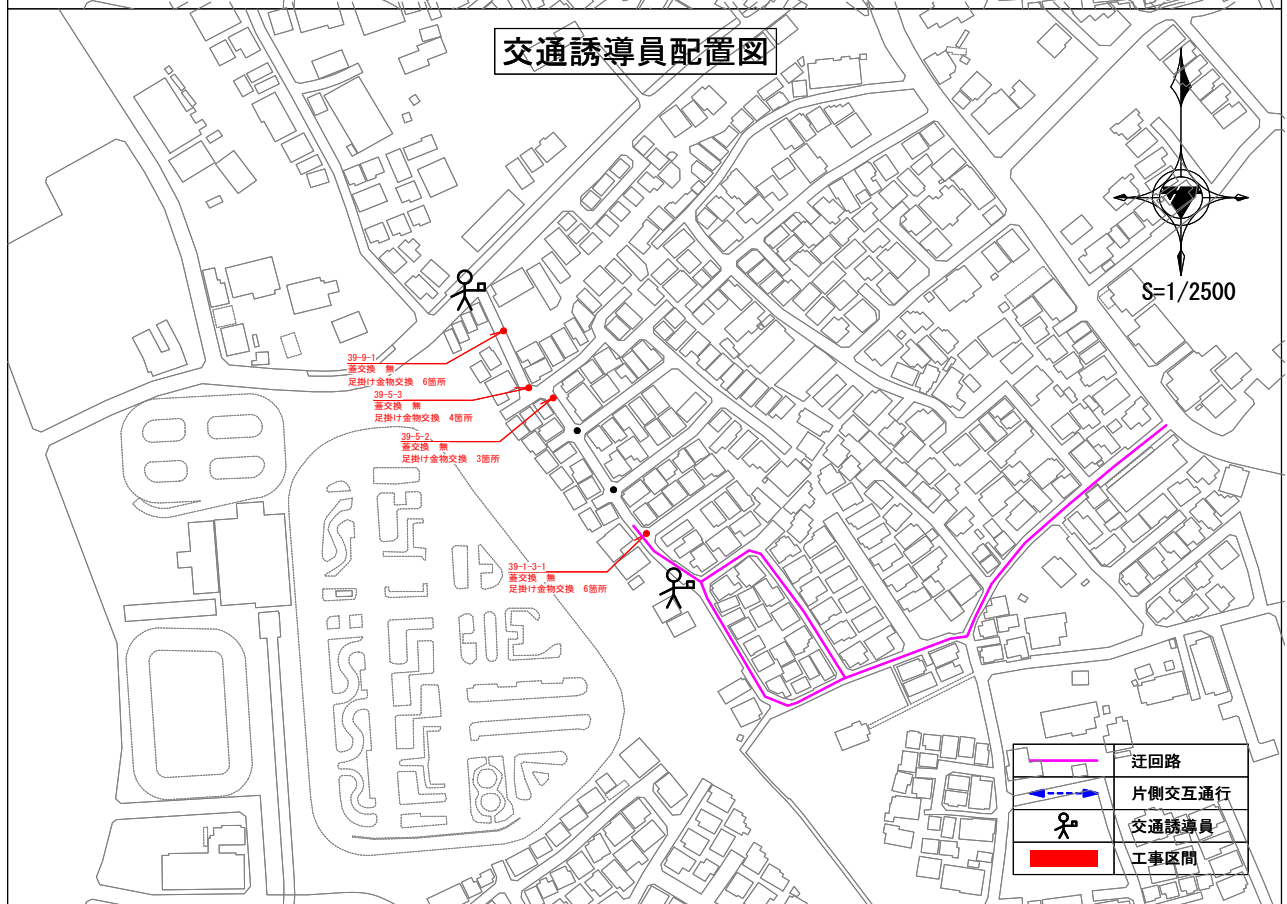 交通誘導員配置図
S=1/2500
39-9-1
蓋交換 無
足掛け金物交換 6箇所
39-5-3
蓋交換 無
足掛け金物交換 4箇所
39-5-2
蓋交換 無
足掛け金物交換 3箇所
39-1-3-1
蓋交換 無
足掛け金物交換 6箇所
迂回路
片側交互通行
交通誘導員
工事区間